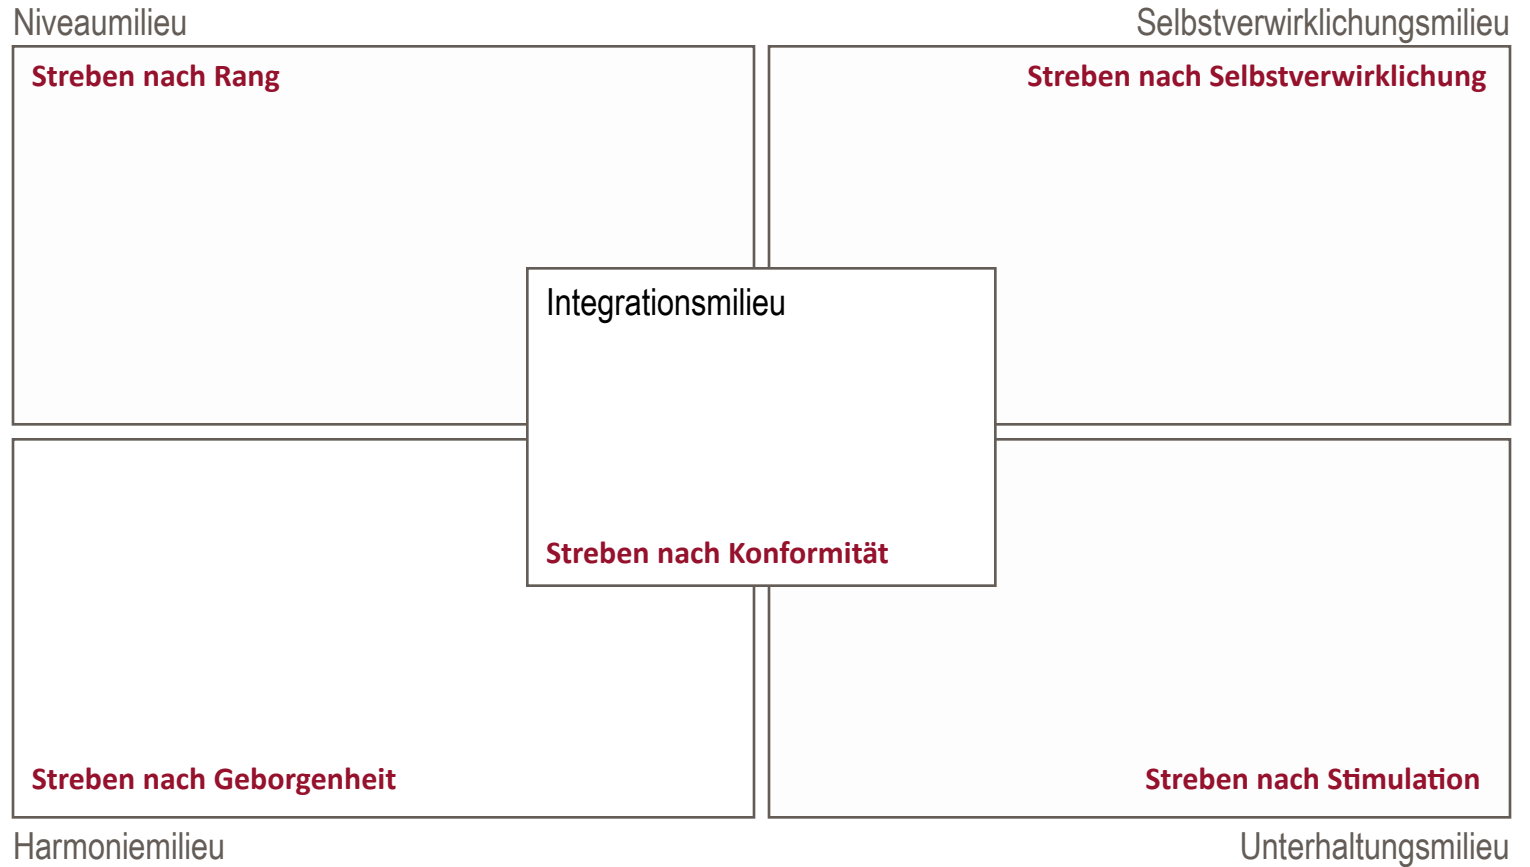 Niveaumilieu
Selbstverwirklichungsmilieu
Streben nach Rang
Streben nach Selbstverwirklichung
Integrationsmilieu
Streben nach Konformität
Streben nach Geborgenheit
Streben nach Stimulation
Harmoniemilieu
Unterhaltungsmilieu